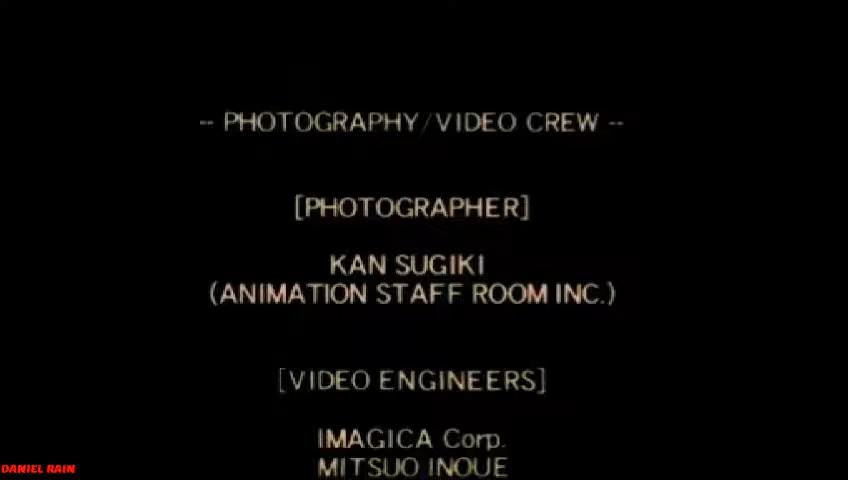 -- PHOTOGRAPHY/VIDEO CREW --
[PHOTOGRAPHER]
KAN SUGIKI
(ANIMATION STAFF ROOM INC.)
[VIDEO ENGINEERS]
IMAGICA Corp.
MITSUO INOUE
DANIEL RAIN